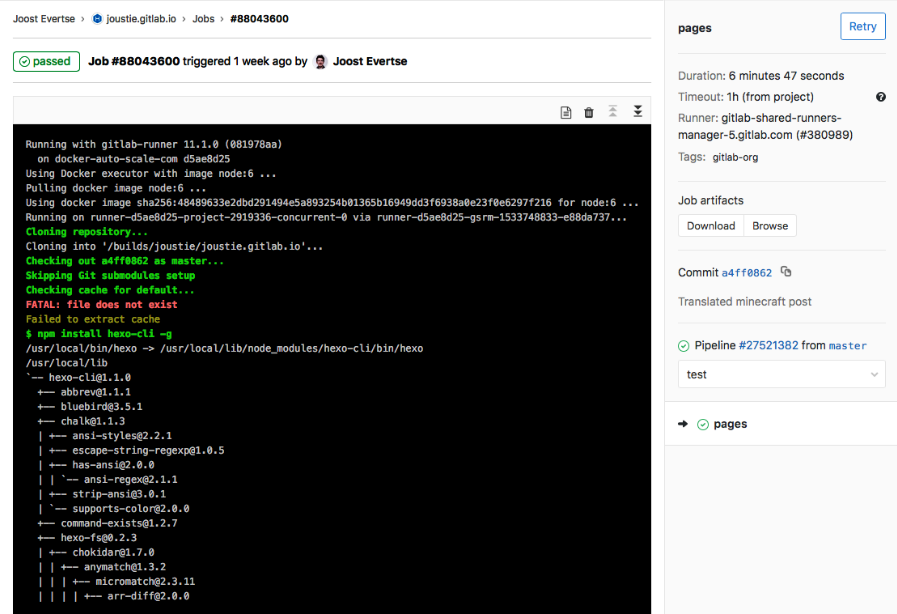 Joost Evertse > joustie.gitlab.io > Jobs > #88043600
passed Job #88043600 triggered 1 week ago by Joost Evertse
Running with gitlab-runner 11.1.0 (081978aa)
on docker-auto-scale-com d5ae8d25
Using Docker executor with image node:6 ...
Pulling docker image node:6 ...
Using docker image sha256:48489633e2dbd291494e5a893254b01365b16949dd3f6938a0e23f0e6297f216 for node:6 ...
Running on runner-d5ae8d25-project-2919336-concurrent-0 via runner-d5ae8d25-gsrm-1533748833-e88da737...
Cloning repository...
Cloning into '/builds/joustie/joustie.gitlab.io'...
Checking out a4ff0862 as master...
Skipping Git submodules setup
Checking cache for default...
FATAL: file does not exist
Failed to extract cache
$ npm install hexo-cli -g
/usr/local/bin/hexo -> /usr/local/lib/node_modules/hexo-cli/bin/hexo
/usr/local/lib
`-- hexo-cli@1.1.0
+-- abbrev@1.1.1
+-- bluebird@3.5.1
+-- chalk@1.1.3
| +-- ansi-styles@2.2.1
| +-- escape-string-regexp@1.0.5
| +-- has-ansi@2.0.0
| | `-- ansi-regex@2.1.1
| +-- strip-ansi@3.0.1
| `-- supports-color@2.0.0
+-- command-exists@1.2.7
+-- hexo-fs@0.2.3
| +-- chokidar@1.7.0
| | +-- anymatch@1.3.2
| | | +-- micromatch@2.3.11
| | | | +-- arr-diff@2.0.0
pages
Retry
Duration: 6 minutes 47 seconds
Timeout: 1h (from project)
Runner: gitlab-shared-runners-
manager-5.gitlab.com (#380989)
Tags: gitlab-org
Job artifacts
Download Browse
Commit a4ff0862
Translated minecraft post
Pipeline #27521382 from master
test
pages